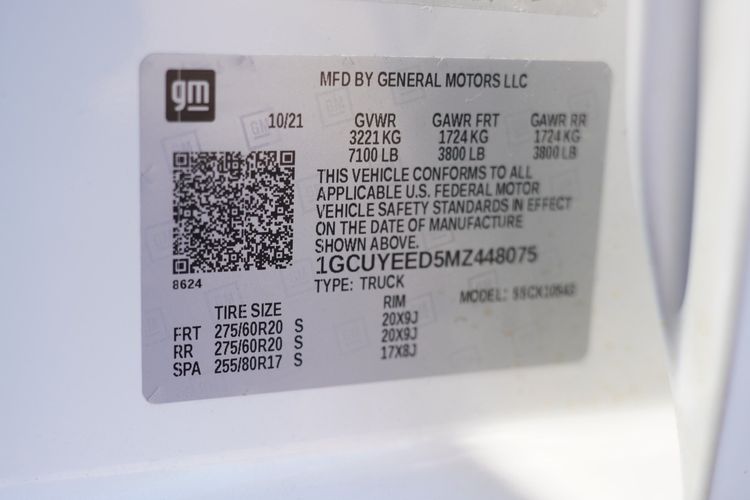 gm
MFD BY GENERAL MOTORS LLC
10/21 GVWR GAWR FRT GAWR RR
3221 KG 1724 KG 1724 KG
7100 LB 3800 LB 3800 LB
THIS VEHICLE CONFORMS TO ALL
APPLICABLE U.S. FEDERAL MOTOR
VEHICLE SAFETY STANDARDS IN EFFECT
ON THE DATE OF MANUFACTURE
SHOWN ABOVE.
1GCUYEED5MZ448075
8624
TYPE: TRUCK
MODEL:
TIRE SIZE RIM
FRT 275/60R20 S 20X9J
RR 275/60R20 S 20X9J
SPA 255/80R17 S 17X8J